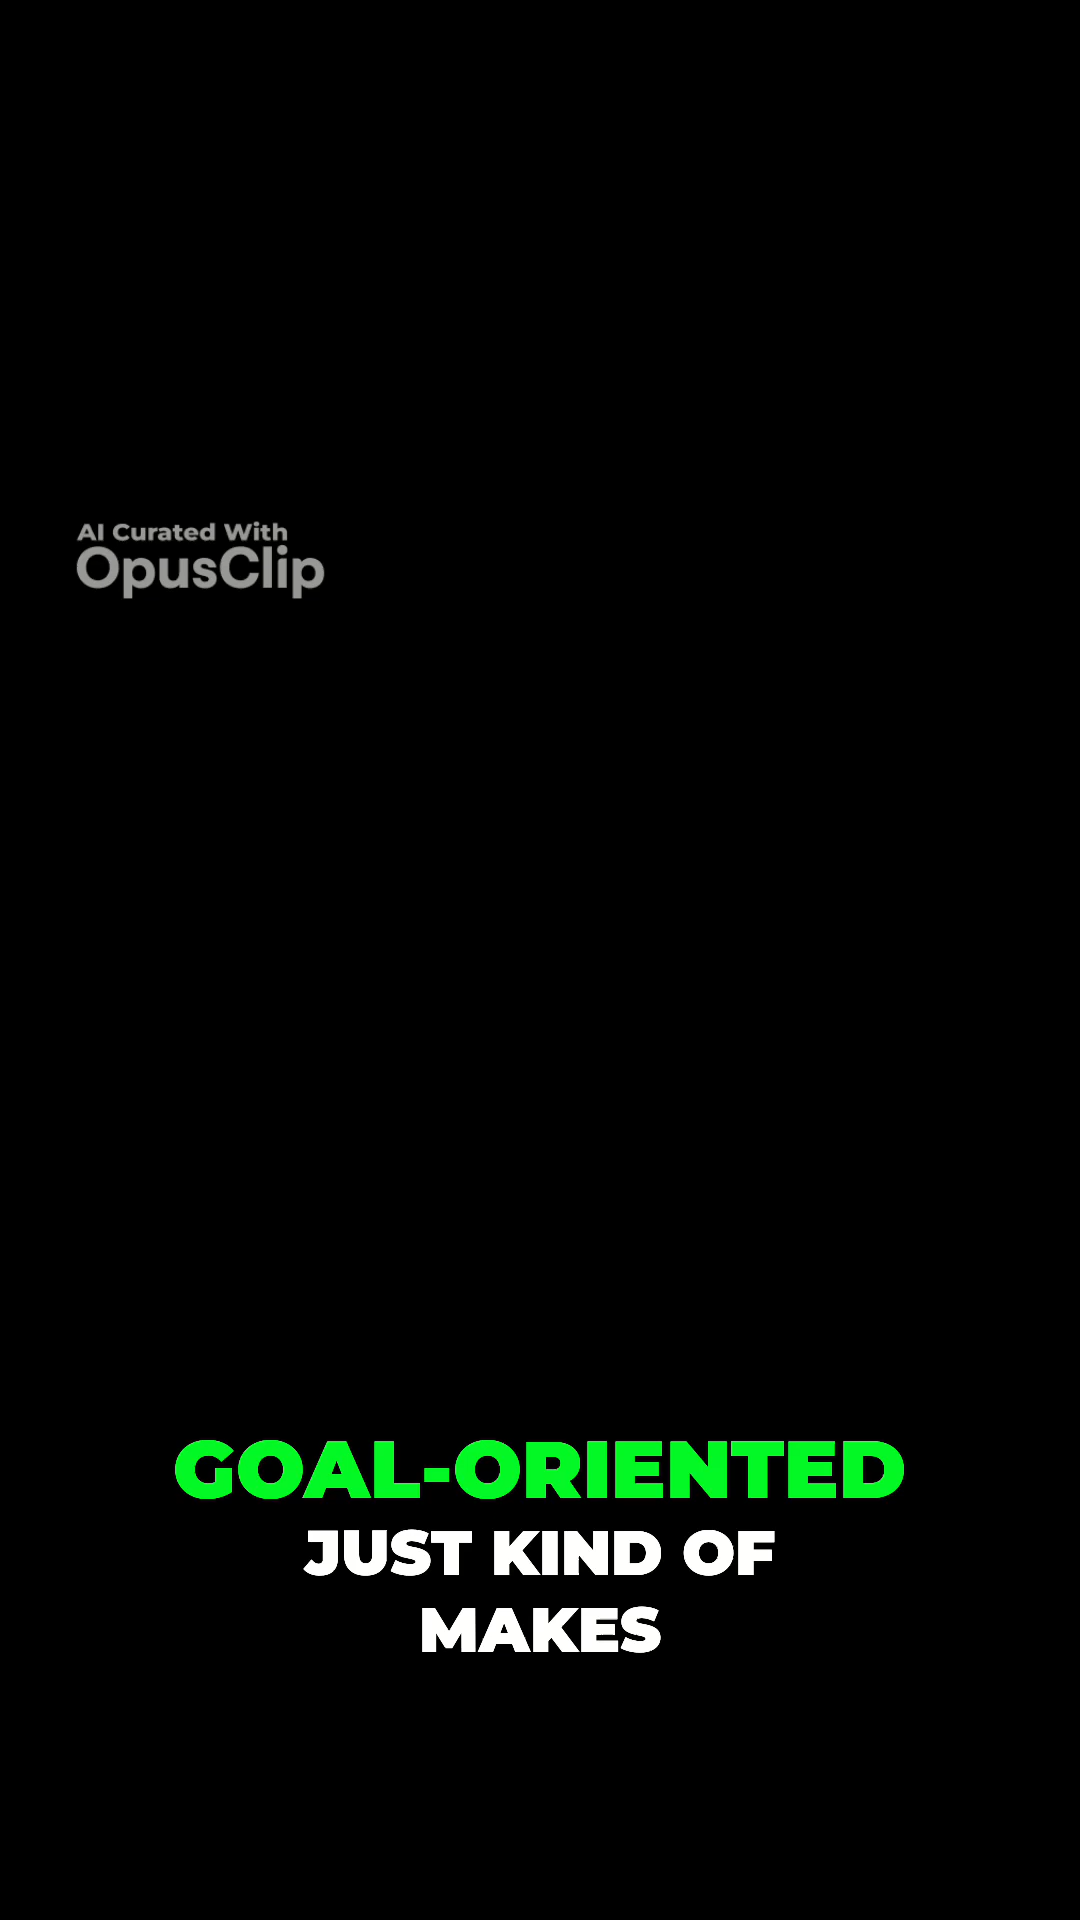 AI Curated With
OpusClip
GOAL-ORIENTED
JUST KIND OF
MAKES